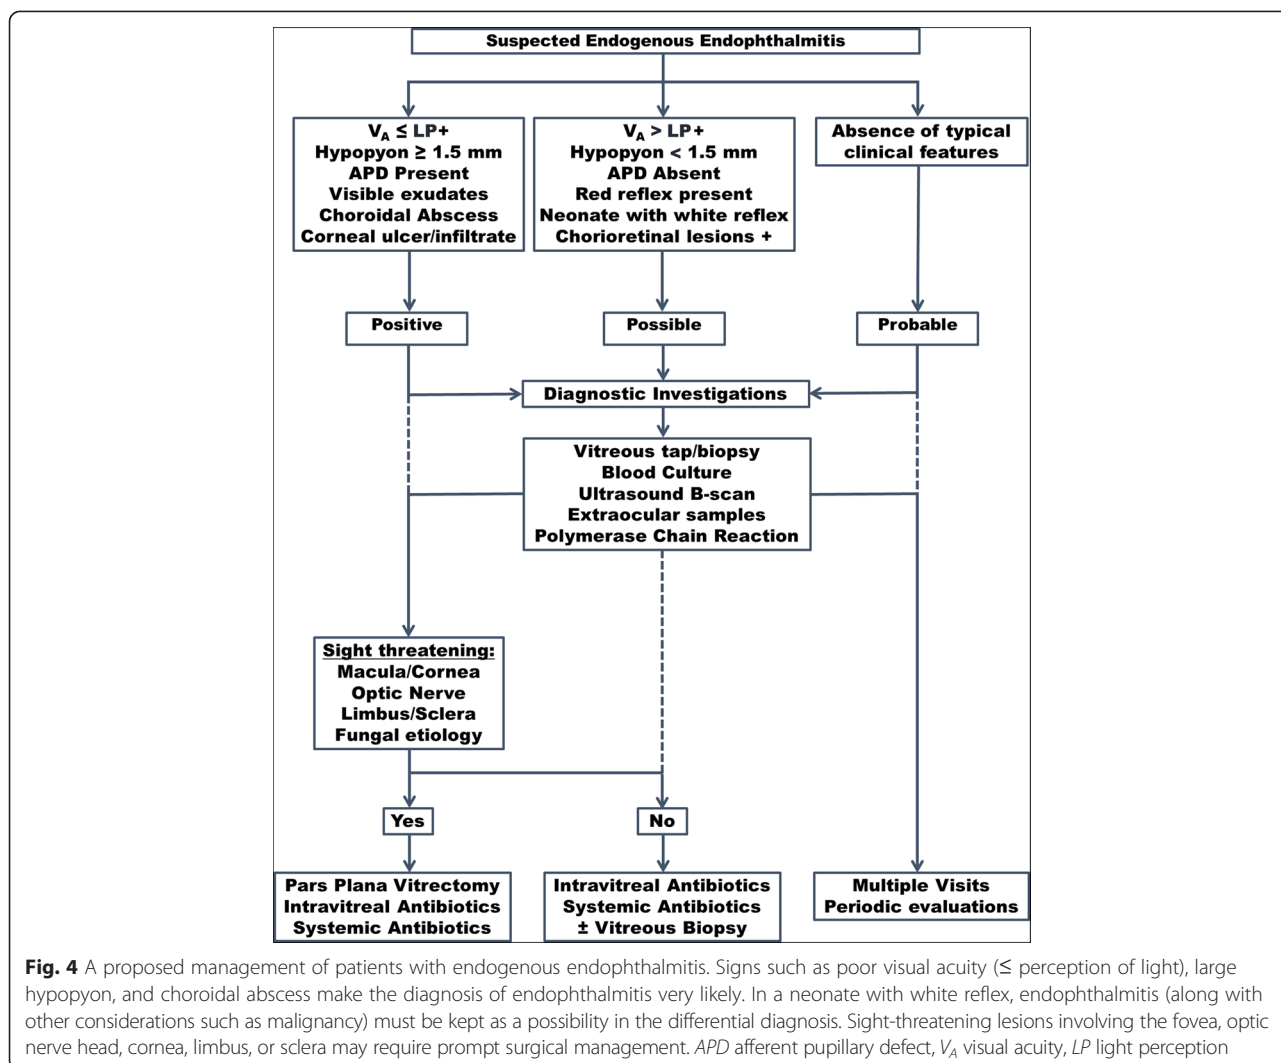 Suspected Endogenous Endophthalmitis
V_A ≤ LP+
Hypopyon ≥ 1.5 mm
APD Present
Visible exudates
Choroidal Abscess
Corneal ulcer/infiltrate
V_A > LP+
Hypopyon < 1.5 mm
APD Absent
Red reflex present
Neonate with white reflex
Chorioretinal lesions +
Absence of typical
clinical features
Positive
Possible
Probable
Diagnostic Investigations
Vitreous tap/biopsy
Blood Culture
Ultrasound B-scan
Extraocular samples
Polymerase Chain Reaction
Sight threatening:
Macula/Cornea
Optic Nerve
Limbus/Sclera
Fungal etiology
Yes
No
Pars Plana Vitrectomy
Intravitreal Antibiotics
Systemic Antibiotics
Intravitreal Antibiotics
Systemic Antibiotics
± Vitreous Biopsy
Multiple Visits
Periodic evaluations
Fig. 4 A proposed management of patients with endogenous endophthalmitis. Signs such as poor visual acuity (≤ perception of light), large
hypopyon, and choroidal abscess make the diagnosis of endophthalmitis very likely. In a neonate with white reflex, endophthalmitis (along with
other considerations such as malignancy) must be kept as a possibility in the differential diagnosis. Sight-threatening lesions involving the fovea, optic
nerve head, cornea, limbus, or sclera may require prompt surgical management. APD afferent pupillary defect, V_A visual acuity, LP light perception